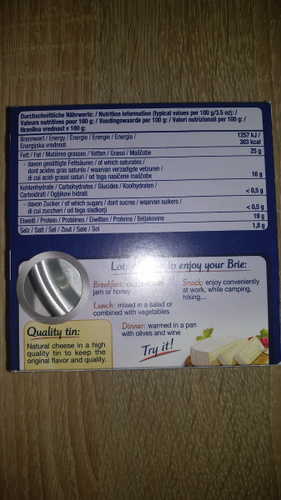 Durchschnittliche Nährwerte: / Nutrition information (typical values per 100 g/3.5 oz): /
Valeurs nutritives pour 100 g: / Voedingswaarde per 100 g: / Valori nutrizionali per 100 g: /
Hranilna vrednost v 100 g:
Brennwert / Energy / Energie / Energie / Energia /
Energijska vrednost
1257 kJ /
303 kcal
Fett / Fat / Matières grasses / Vetten / Grassi / Maščobe
25 g
- davon gesättigte Fettsäuren / of which saturates /
dont acides gras saturés / waarvan verzadigde vetzuren /
di cui acidi grassi saturi / od tega nasičene maščobe
16 g
Kohlenhydrate / Carbohydrates / Glucides / Koolhydraten /
Carboidrati / Ogljikovi hidrati
< 0,5 g
- davon Zucker / of which sugars / dont sucres / waarvan suikers /
di cui zuccheri / od tega sladkorji
< 0,5 g
Eiweiß / Protein / Protéines / Eiwitten / Proteine / Beljakovine
19 g
Salz / Salt / Sel / Zout / Sale / Sol
1,8 g
to enjoy your Brie:
Breakfast:
jam or honey
Snack: enjoy conveniently
at work, while camping,
hiking...
Lunch: mixed in a salad or
combined with vegetables
Dinner: warmed in a pan
with olives and wine
Try it!
Quality tin:
Natural cheese in a high
quality tin to keep the
original flavor and quality.